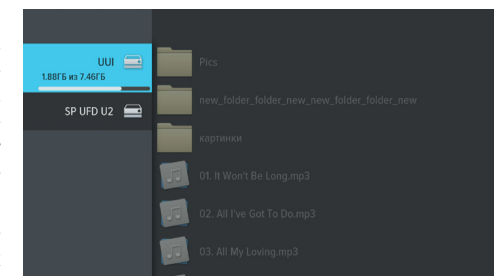 UUI
1.88ГБ из 7.46ГБ
SP UFD U2
Pics
new_folder_folder_new_new_folder_folder_new
картинки
01. It Won't Be Long.mp3
02. All I've Got To Do.mp3
03. All My Loving.mp3